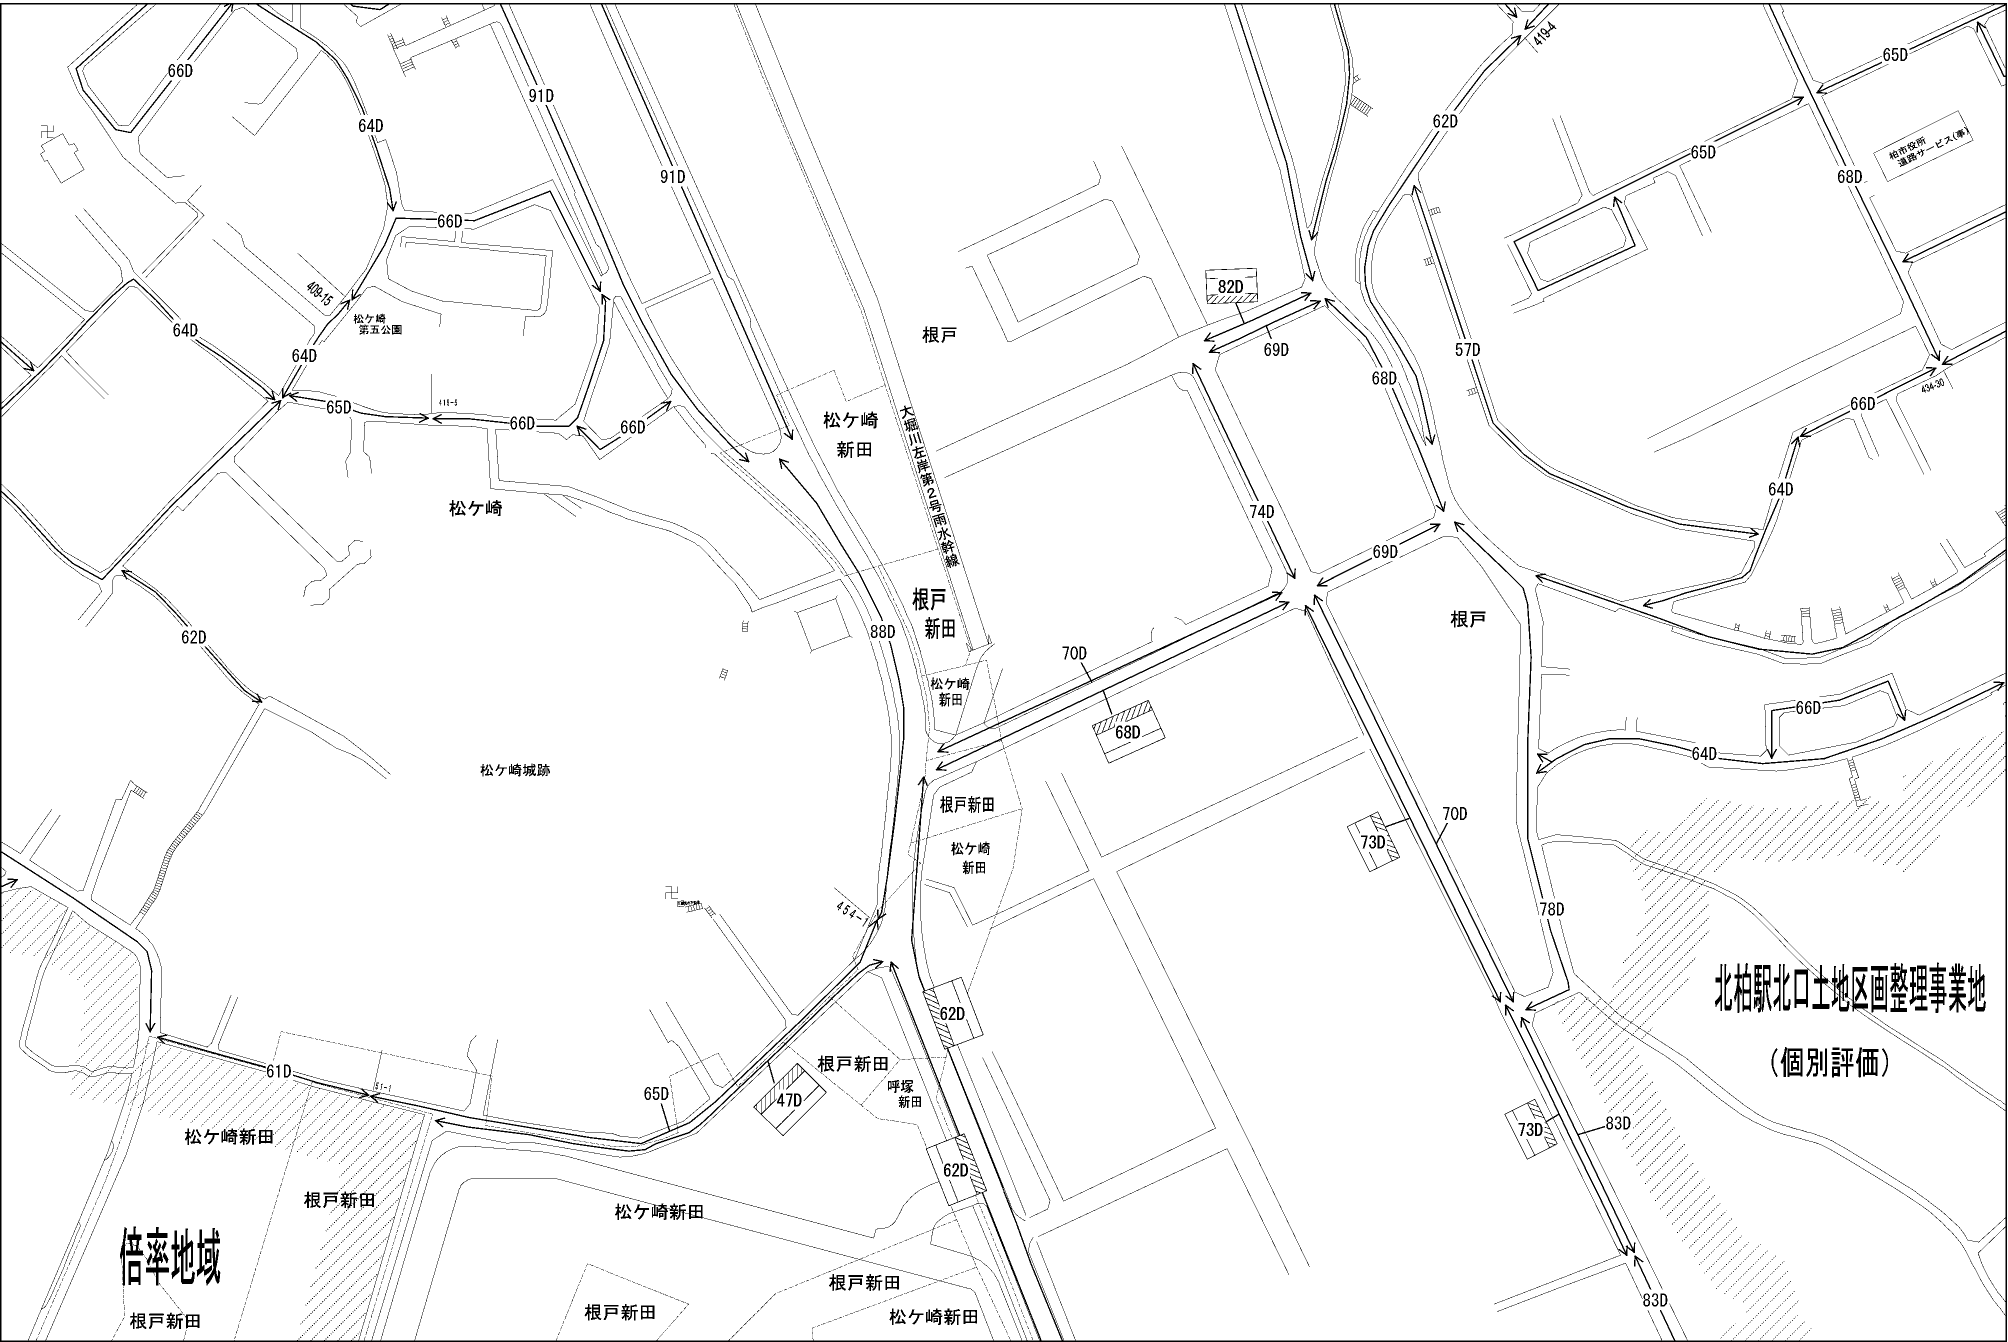 66D
64D
91D
91D
62D
419-4
65D
65D
68D
柏市役所
道路サービス(事)
66D
409-15
松ケ崎
第五公園
64D
64D
65D
66D
66D
松ケ崎
根戸
82D
69D
68D
57D
434-30
66D
64D
松ケ崎
新田
大堀川左岸第2号雨水幹線
74D
69D
根戸
新田
根戸
62D
88D
松ケ崎
新田
70D
68D
66D
64D
松ケ崎城跡
根戸新田
松ケ崎
新田
73D
70D
454-1
78D
北柏駅北口土地区画整理事業地
(個別評価)
62D
61D
65D
47D
根戸新田
呼塚
新田
62D
73D
83D
松ケ崎新田
根戸新田
松ケ崎新田
倍率地域
根戸新田
根戸新田
根戸新田
松ケ崎新田
83D